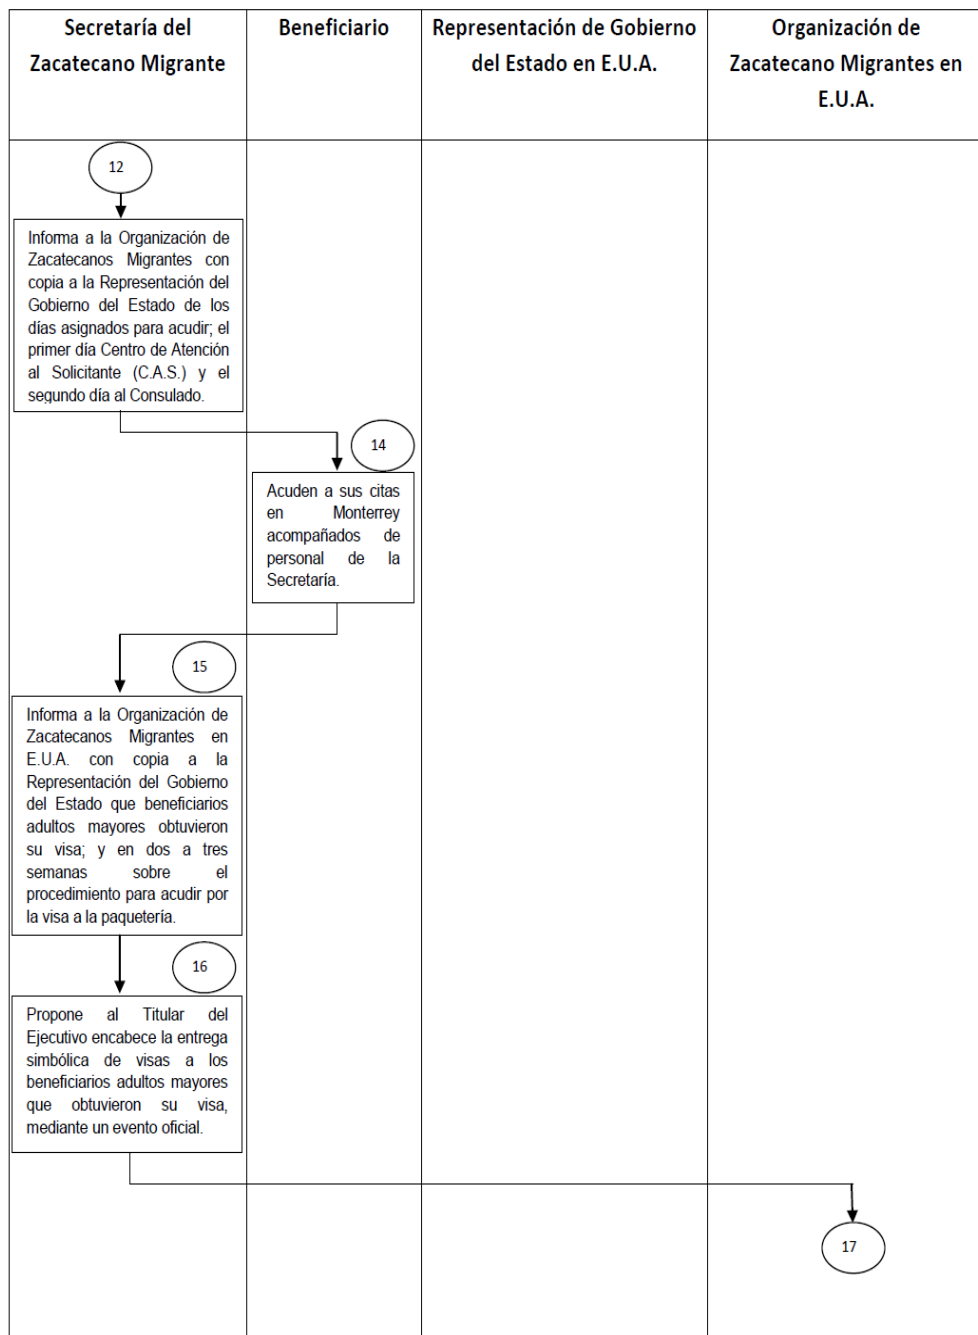 Secretaría del
Zacatecano Migrante
Beneficiario
Representación de Gobierno
del Estado en E.U.A.
Organización de
Zacatecano Migrantes en
E.U.A.
12
Informa a la Organización de
Zacatecanos Migrantes con
copia a la Representación del
Gobierno del Estado de los
días asignados para acudir; el
primer día Centro de Atención
al Solicitante (C.A.S.) y el
segundo día al Consulado.
14
Acuden a sus citas
en Monterrey
acompañados de
personal de la
Secretaría.
15
Informa a la Organización de
Zacatecanos Migrantes en
E.U.A. con copia a la
Representación del Gobierno
del Estado que beneficiarios
adultos mayores obtuvieron
su visa; y en dos a tres
semanas sobre el
procedimiento para acudir por
la visa a la paquetería.
16
Propone al Titular del
Ejecutivo encabece la entrega
simbólica de visas a los
beneficiarios adultos mayores
que obtuvieron su visa,
mediante un evento oficial.
17